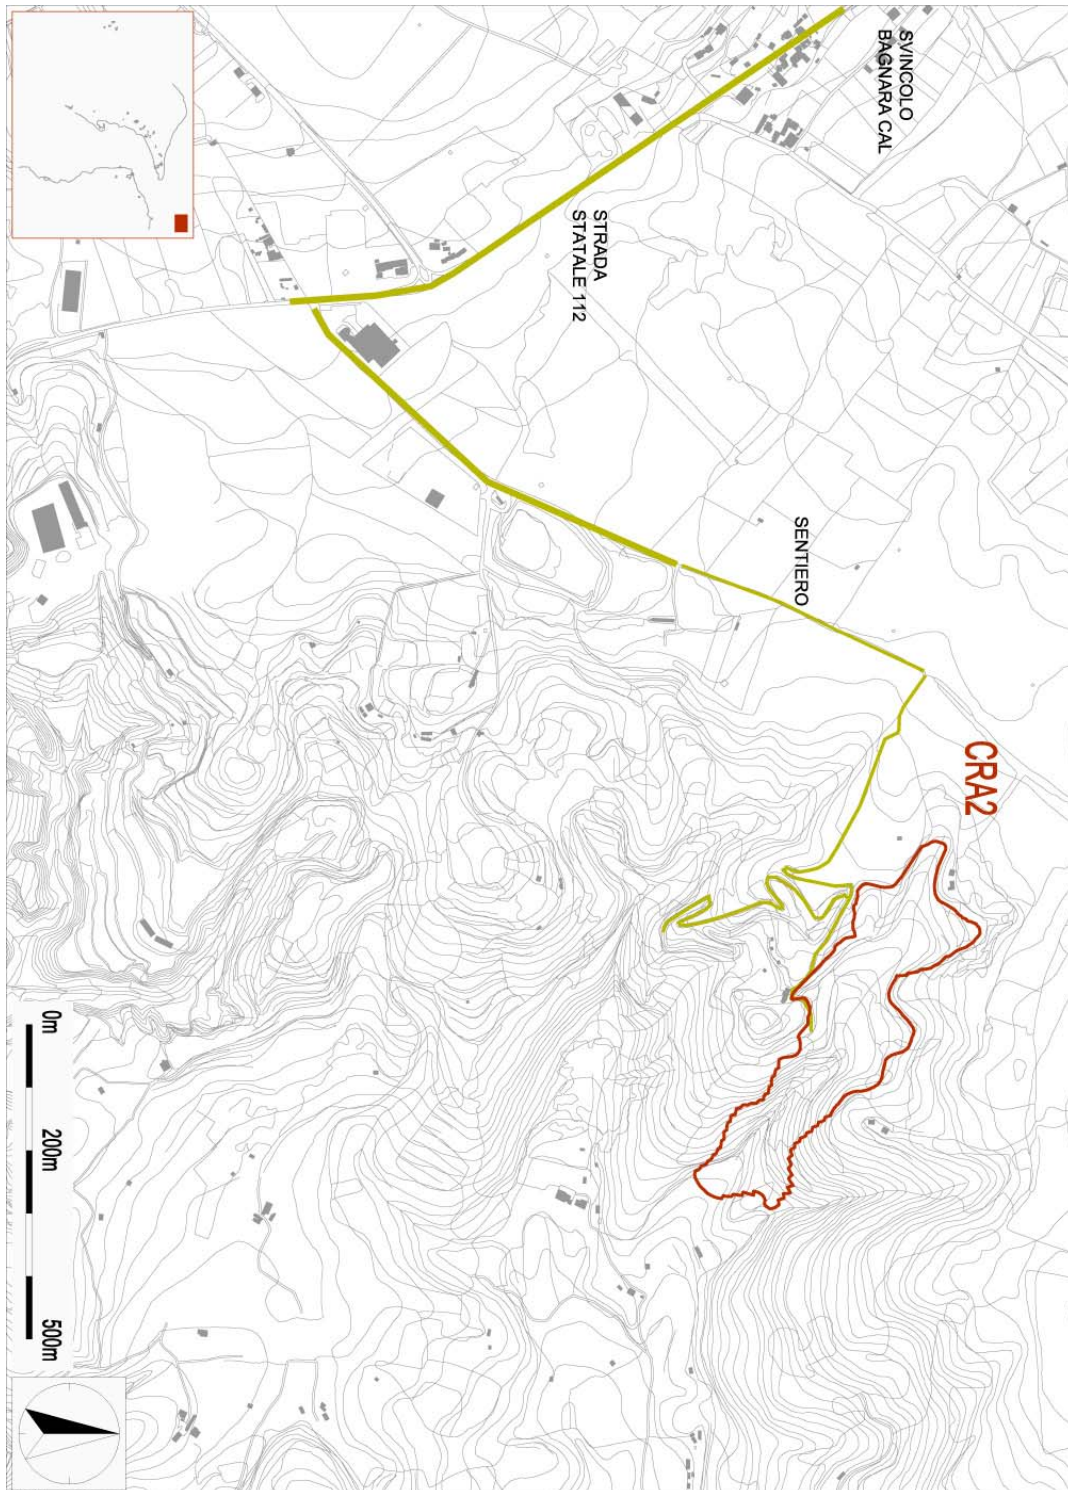 SVINCOLO
BAGNARA CAL
STRADA
STATALE 112
SENTIERO
CRA2
0m
200m
500m